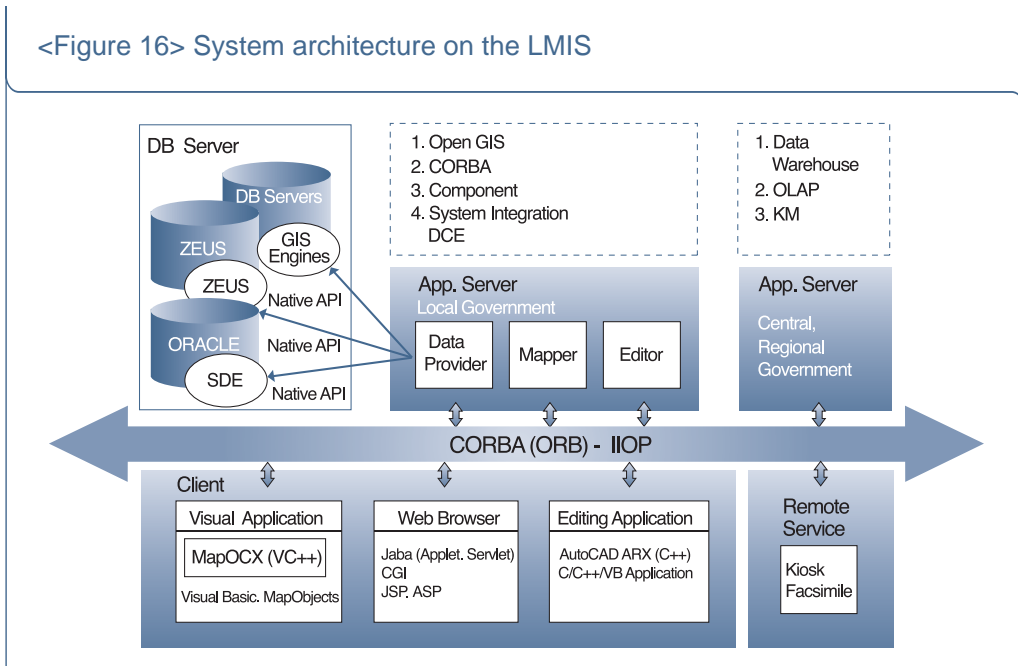 <Figure 16> System architecture on the LMIS
DB Server
DB Servers
GIS
Engines
ZEUS
ZEUS
Native API
ORACLE
Native API
SDE
Native API
1. Open GIS
2. CORBA
3. Component
4. System Integration
DCE
App. Server
Local Government
Data
Provider
Mapper
Editor
1. Data
Warehouse
2. OLAP
3. KM
App. Server
Central,
Regional
Government
CORBA (ORB) - IIOP
Client
Visual Application
MapOCX (VC++)
Visual Basic. MapObjects
Web Browser
Jaba (Applet. Servlet)
CGI
JSP. ASP
Editing Application
AutoCAD ARX (C++)
C/C++/VB Application
Remote
Service
Kiosk
Facsimile